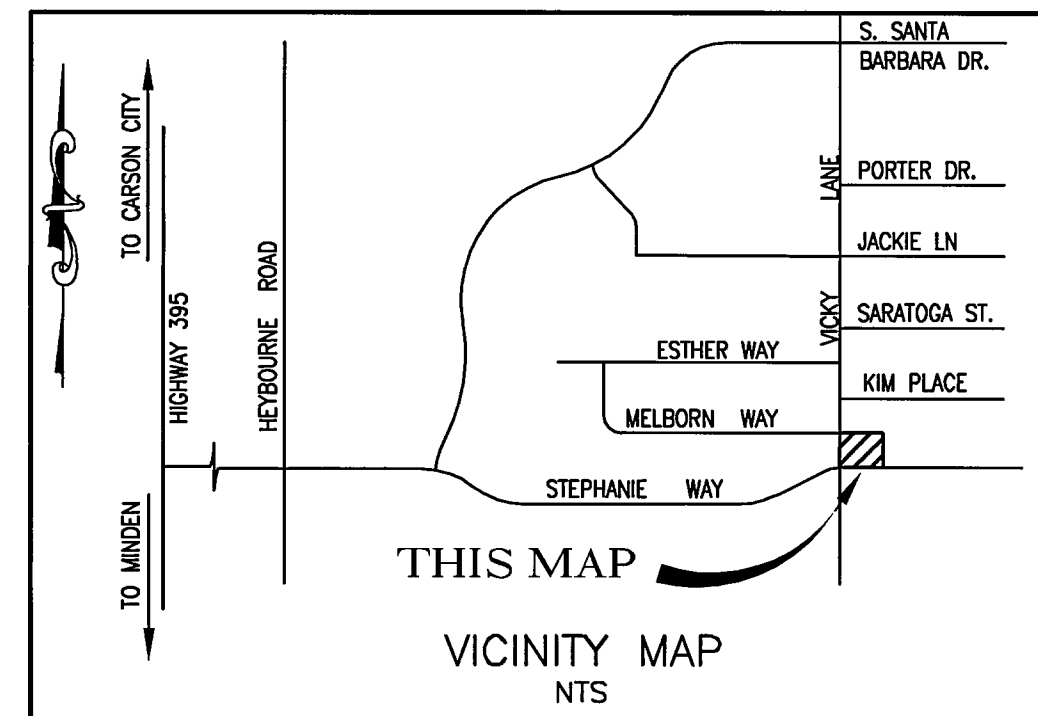 S. SANTA
BARBARA DR.
TO CARSON CITY
LANE
PORTER DR.
JACKIE LN
HEYBOURNE ROAD
HIGHWAY 395
VICKY
SARATOGA ST.
ESTHER WAY
KIM PLACE
MELBORN WAY
STEPHANIE WAY
TO MINDEN
THIS MAP
VICINITY MAP
NTS